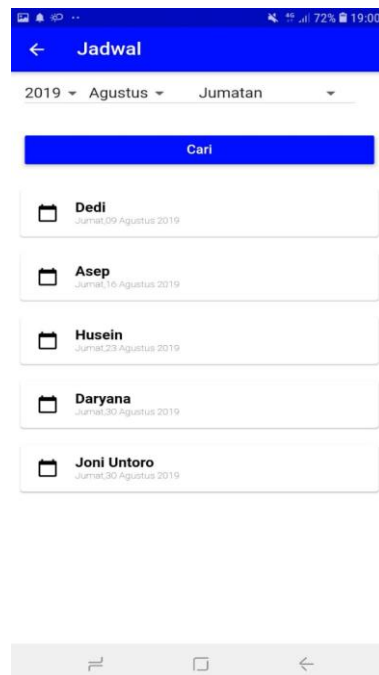 72% 19:00
Jadwal
2019 Agustus Jumatan
Cari
Dedi
Jumat,09 Agustus 2019
Asep
Jumat,16 Agustus 2019
Husein
Jumat,23 Agustus 2019
Daryana
Jumat,30 Agustus 2019
Joni Untoro
Jumat,30 Agustus 2019